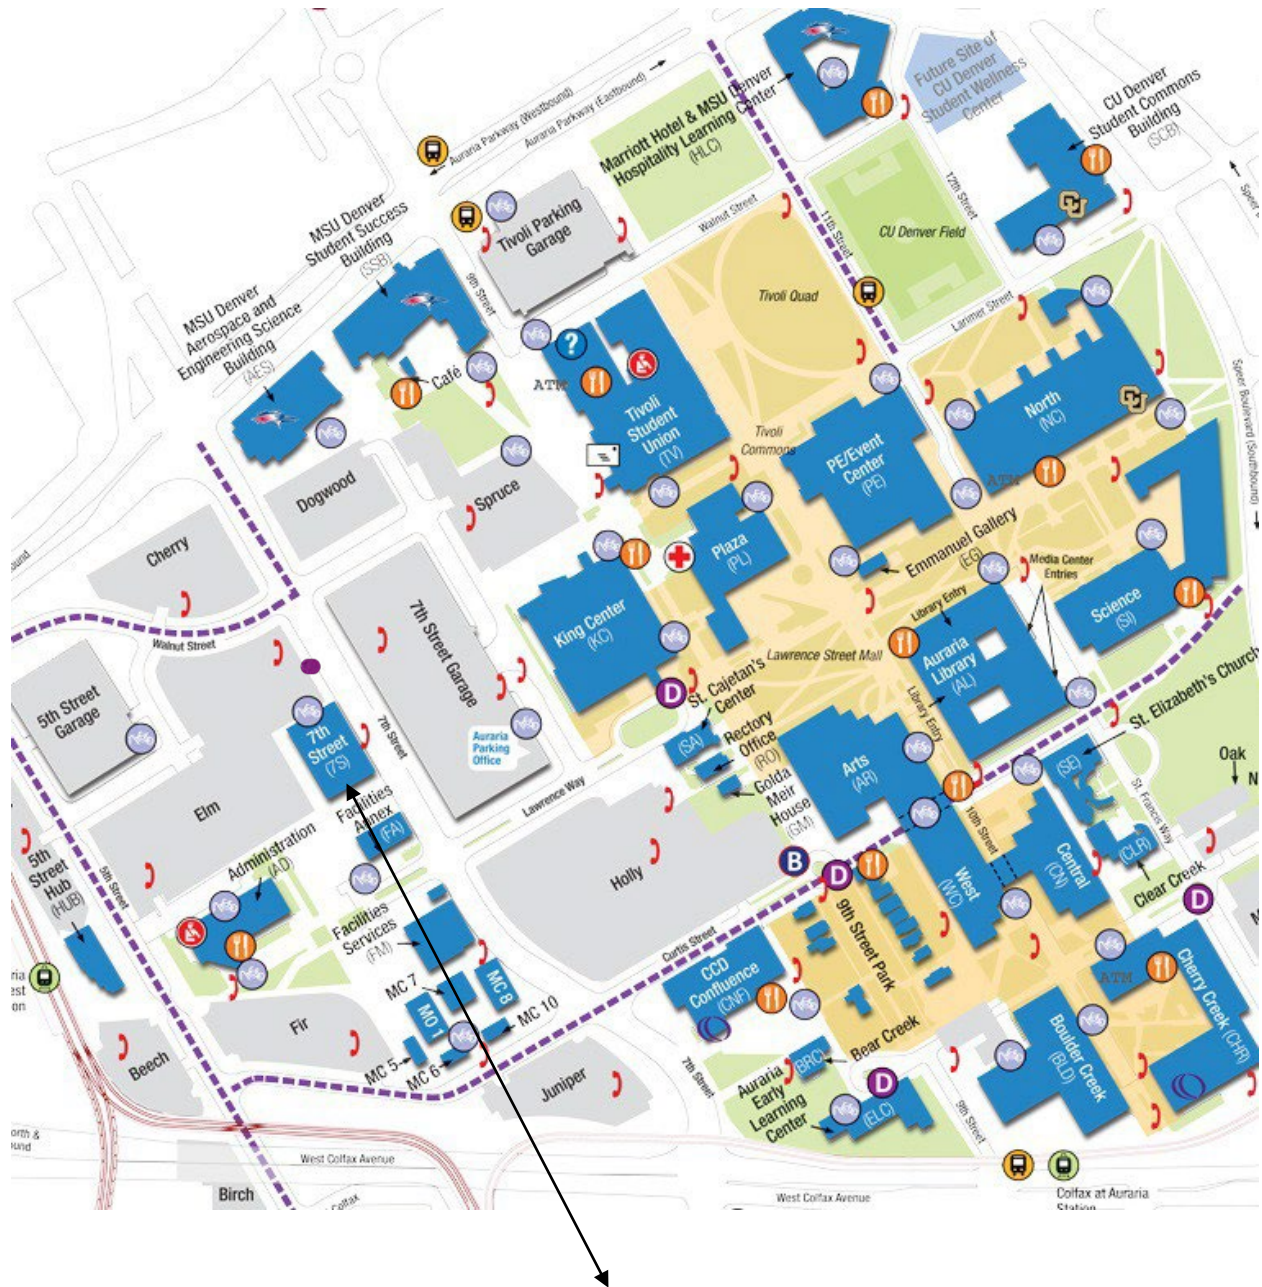 Auraria Parkway (Westbound)
Auraria Parkway (Eastbound)
Marriott Hotel & MSU Denver
Hospitality Learning Center
(HLC)
Future Site of
CU Denver
Student Wellness
Center
CU Denver
Student Commons
Building
(SCB)
MSU Denver
Student Success
Building
(SSB)
MSU Denver
Aerospace and
Engineering Science
Building
(AES)
Tivoli Parking
Garage
9th Street
Walnut Street
11th Street
12th Street
CU Denver Field
Tivoli Quad
Larimer Street
Speer Boulevard (Southbound)
Speer
?
ATM
Café
Tivoli
Student
Union
(TV)
Tivoli
Commons
PE/Event
Center
(PE)
North
(NC)
ATM
Dogwood
Spruce
Cherry
Plaza
(PL)
Emmanuel Gallery
(EG)
Media Center
Entries
Science
(SI)
Walnut Street
7th Street Garage
King Center
(KC)
Library Entry
Auraria
Library
(AL)
Library Entry
Lawrence Street Mall
5th Street
Garage
7th
Street
(7S)
7th Street
Auraria
Parking
Office
D
St. Cajetan's
Center
(SA)
Rectory
Office
(RO)
Golda
Meir
House
(GM)
Arts
(AR)
St. Elizabeth's Church
(SE)
Oak
N
St. Francis Way
Elm
Facilities
Annex
(FA)
Lawrence Way
Holly
10th Street
West
(WC)
Central
(CN)
(CLR)
Clear Creek
D
5th
Street
Hub
(HUB)
5th Street
Administration
(AD)
B
D
9th Street Park
Facilities
Services
(FM)
Curtis Street
CCD
Confluence
(CNF)
ATM
Cherry Creek (CHR)
MC 7
MC 8
MO 1
MC 10
MC 5
MC 6
Fir
Beech
Juniper
7th Street
Bear Creek
(BRC)
Auraria
Early
Learning
Center
(ELC)
D
9th Street
Boulder Creek
(BLD)
West Colfax Avenue
Birch
Colfax
West Colfax Avenue
Colfax at Auraria
Station